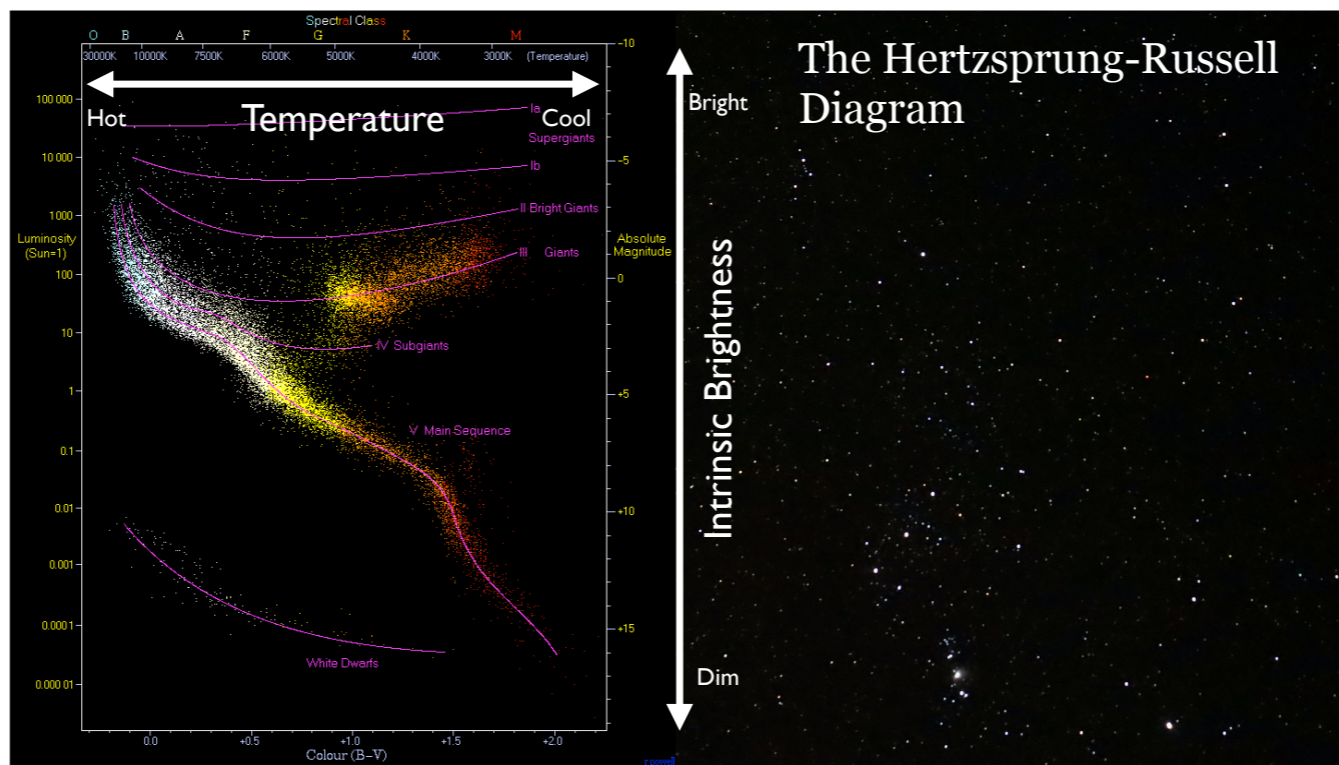 Spectral Class
O B A F G K M
30000K 10000K 7500K 6000K 5000K 4000K 3000K (Temperature)
-10
The Hertzsprung-Russell
Diagram
Temperature
Hot
Cool
Bright
100 000
Ia
Supergiants
10 000
-5
Ib
1000
II Bright Giants
Luminosity
(Sun=1)
Absolute
Magnitude
III Giants
100
0
10
IV Subgiants
1
+5
V Main Sequence
0.1
Intrinsic Brightness
0.01
+10
0.001
0.0001
+15
White Dwarfs
0.000 01
Dim
0.0 +0.5 +1.0 +1.5 +2.0
Colour (B-V)